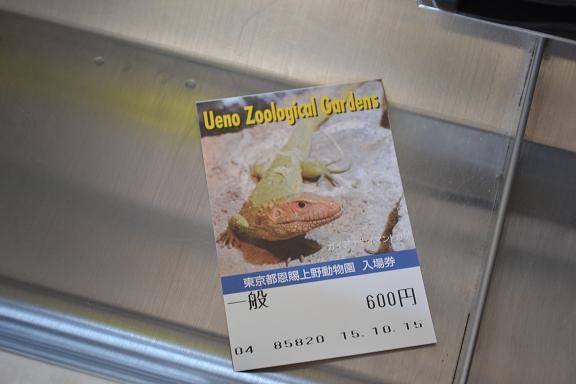 Ueno Zoological Gardens
東京都恩賜上野動物園 入場券
一般 600円
04 85820 15.10.15